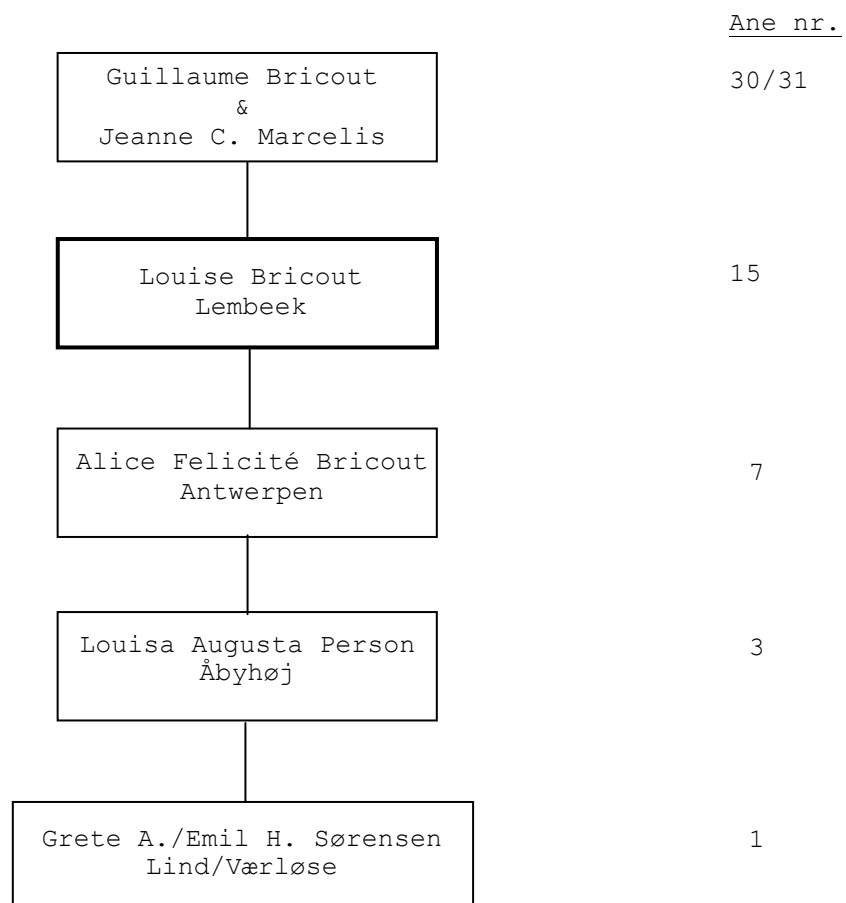 Ane nr.
Guillaume Bricout
&
Jeanne C. Marcelis
30/31
Louise Bricout
Lembeek
15
Alice Felicité Bricout
Antwerpen
7
Louisa Augusta Person
Åbyhøj
3
Grete A./Emil H. Sørensen
Lind/Værløse
1